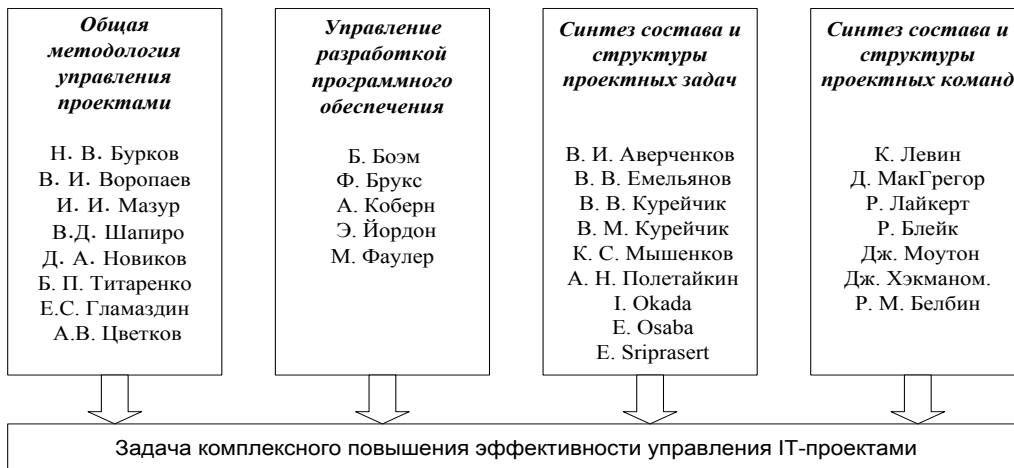 Общая
методология
управления
проектами
Н. В. Бурков
В. И. Воропаев
И. И. Мазур
В.Д. Шапиро
Д. А. Новиков
Б. П. Титаренко
Е.С. Гламаздин
А.В. Цветков
Управление
разработкой
программного
обеспечения
Б. Боэм
Ф. Брукс
А. Коберн
Э. Йордон
М. Фаулер
Синтез состава и
структуры
проектных задач
В. И. Аверченков
В. В. Емельянов
В. В. Курейчик
В. М. Курейчик
К. С. Мышенков
А. Н. Полетайкин
I. Okada
E. Osaba
E. Sriprasert
Синтез состава и
структуры
проектных команд
К. Левин
Д. МакГрегор
Р. Лайкерт
Р. Блейк
Дж. Моутон
Дж. Хэкманом.
Р. М. Белбин
Задача комплексного повышения эффективности управления IT-проектами